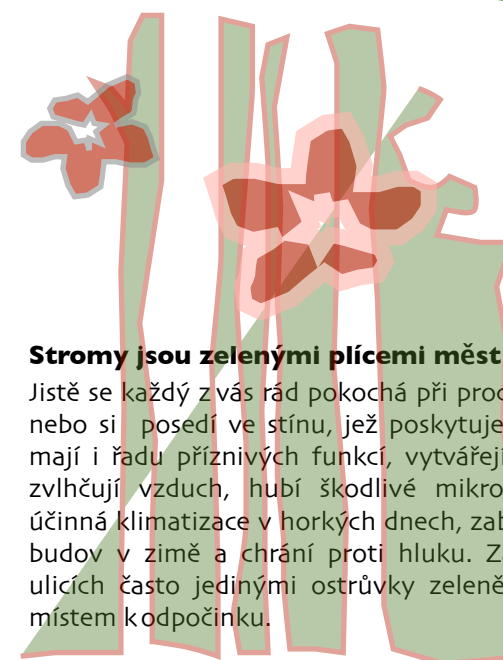 Stromy jsou zelenými plícemi měst
Jistě se každý z vás rád pokochá při proc
nebo si posedí ve stínu, jež poskytuje
mají i řadu příznivých funkcí, vytvářejí
zvlhčují vzduch, hubí škodlivé mikro
účinná klimatizace v horkých dnech, zab
budov v zimě a chrání proti hluku. Z
ulicích často jedinými ostrůvky zeleně
místem k odpočinku.